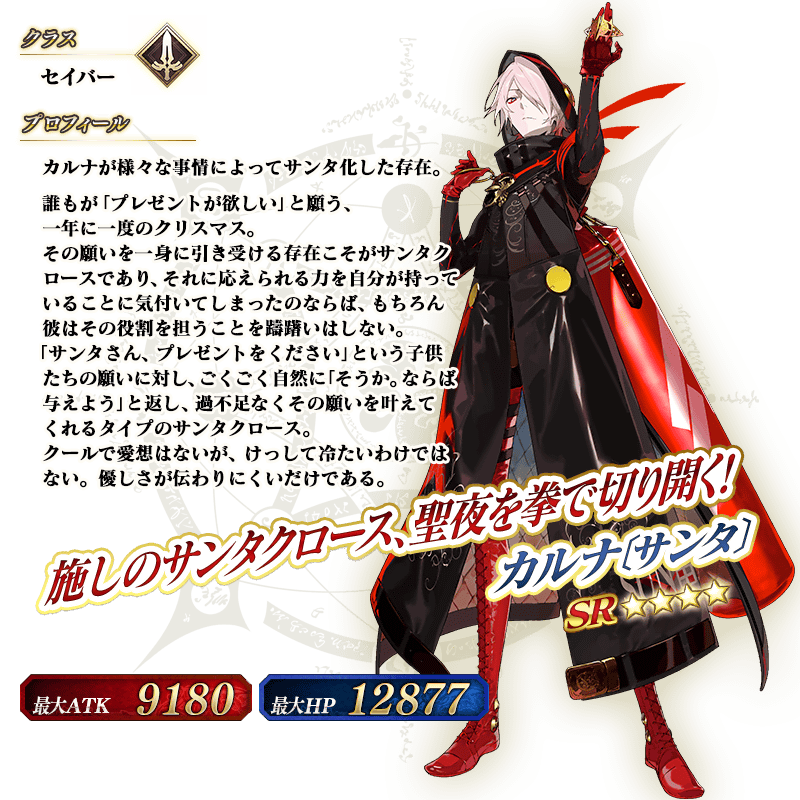 クラス
セイバー
プロフィール
カルナが様々な事情によってサンタ化した存在。
誰もが「プレゼントが欲しい」と願う、
一年に一度のクリスマス。
その願いを一身に引き受ける存在こそがサンタク
ロースであり、それに応えられる力を自分が持って
いることに気付いてしまったのならば、もちろん
彼はその役割を担うことを躊躇いはしない。
「サンタさん、プレゼントをください」という子供
たちの願いに対し、ごくごく自然に「そうか。ならば
与えよう」と返し、過不足なくその願いを叶えて
くれるタイプのサンタクロース。
クールで愛想はないが、けっして冷たいわけでは
ない。優しさが伝わりにくいだけである。
施しのサンタクロース、聖夜を拳で切り開く!
カルナ〔サンタ〕
SR
最大ATK 9180
最大HP 12877